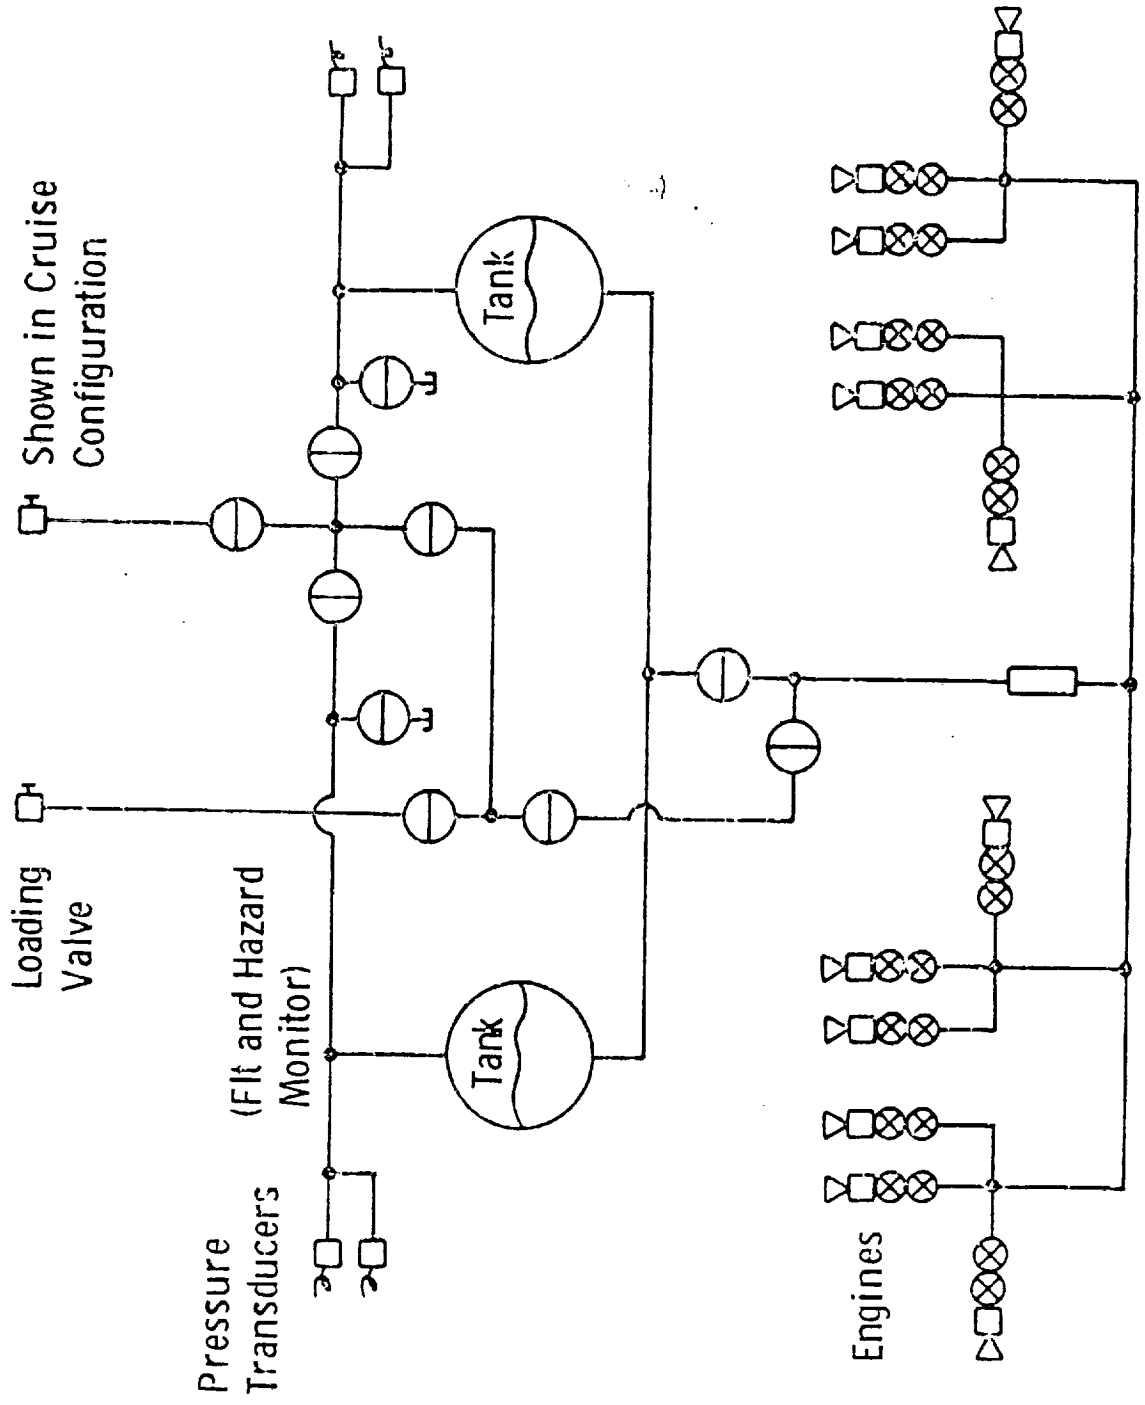 Loading
Valve
Shown in Cruise
Configuration
Pressure
Transducers
(Flt and Hazard
Monitor)
Tank
Tank
Engines